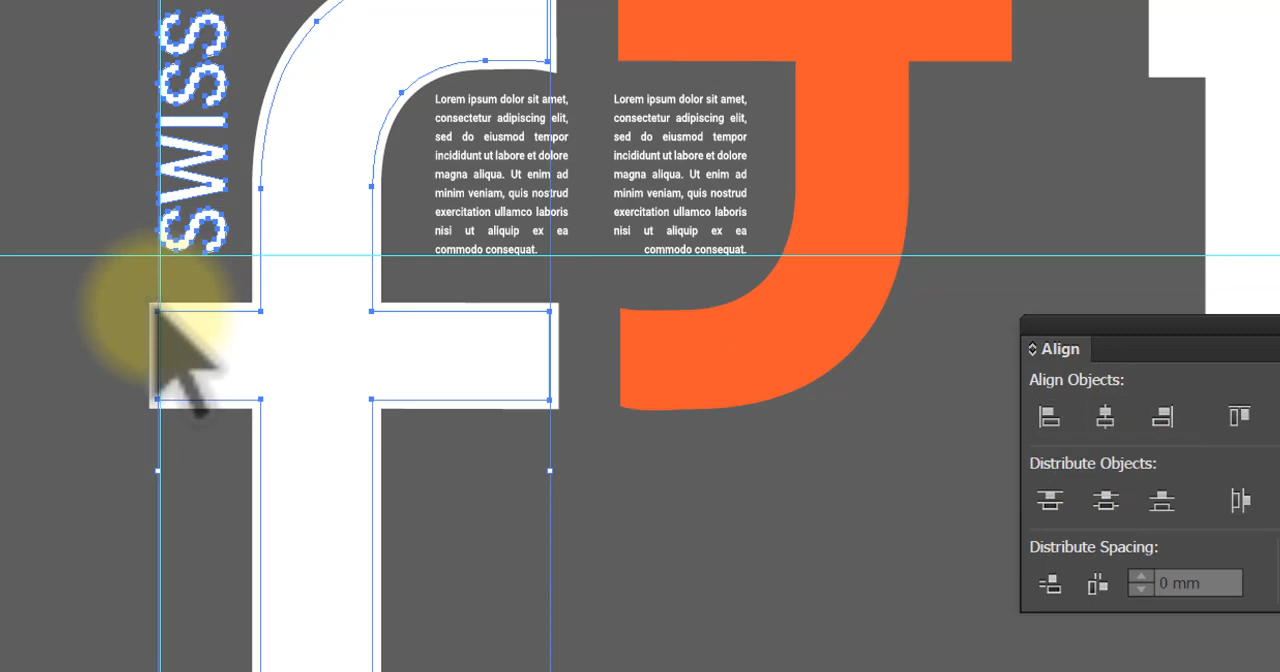 SWISS
f
Lorem ipsum dolor sit amet,
consectetur adipiscing elit,
sed do eiusmod tempor
incididunt ut labore et dolore
magna aliqua. Ut enim ad
minim veniam, quis nostrud
exercitation ullamco laboris
nisi ut aliquip ex ea
commodo consequat.
Lorem ipsum dolor sit amet,
consectetur adipiscing elit,
sed do eiusmod tempor
incididunt ut labore et dolore
magna aliqua. Ut enim ad
minim veniam, quis nostrud
exercitation ullamco laboris
nisi ut aliquip ex ea
commodo consequat.
Align
Align Objects:
Distribute Objects:
Distribute Spacing:
0 mm